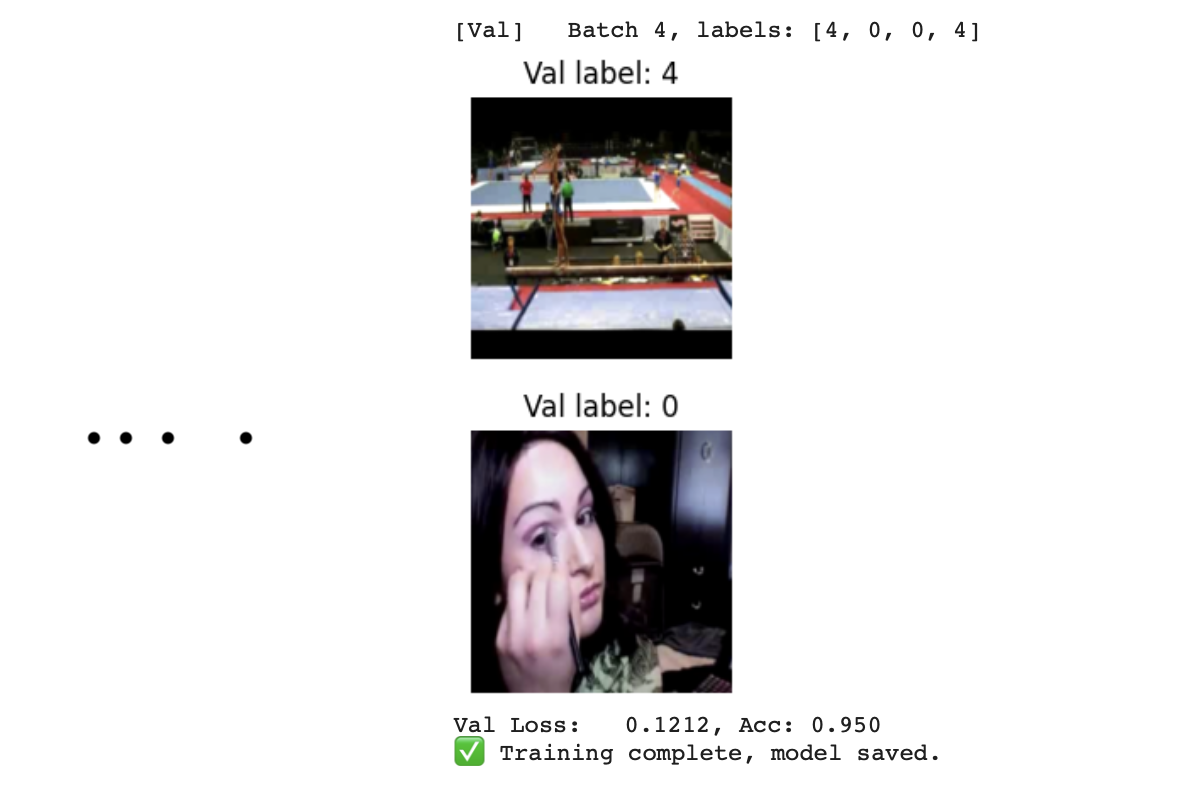 [Val]   Batch 4, labels: [4, 0, 0, 4]
Val label: 4
Val label: 0
Val Loss:   0.1212, Acc: 0.950
✅ Training complete, model saved.